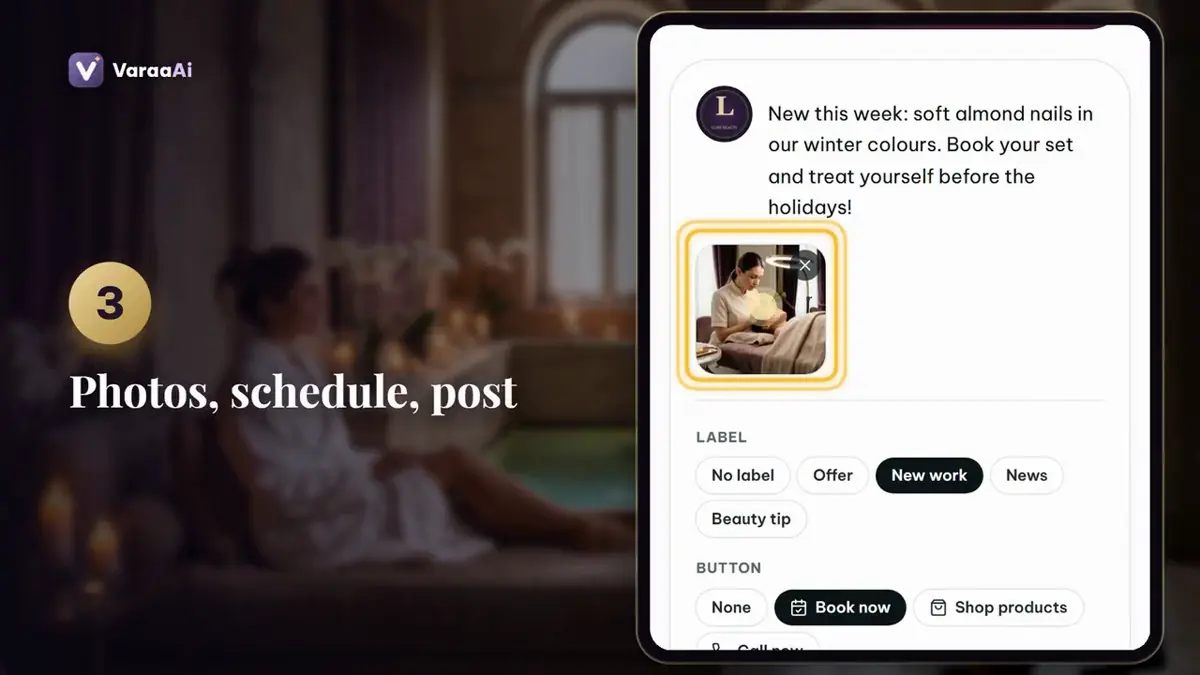 VaraaAi
3
Photos, schedule, post
L
New this week: soft almond nails in
our winter colours. Book your set
and treat yourself before the
holidays!
LABEL
No label
Offer
New work
News
Beauty tip
BUTTON
None
Book now
Shop products
Call now